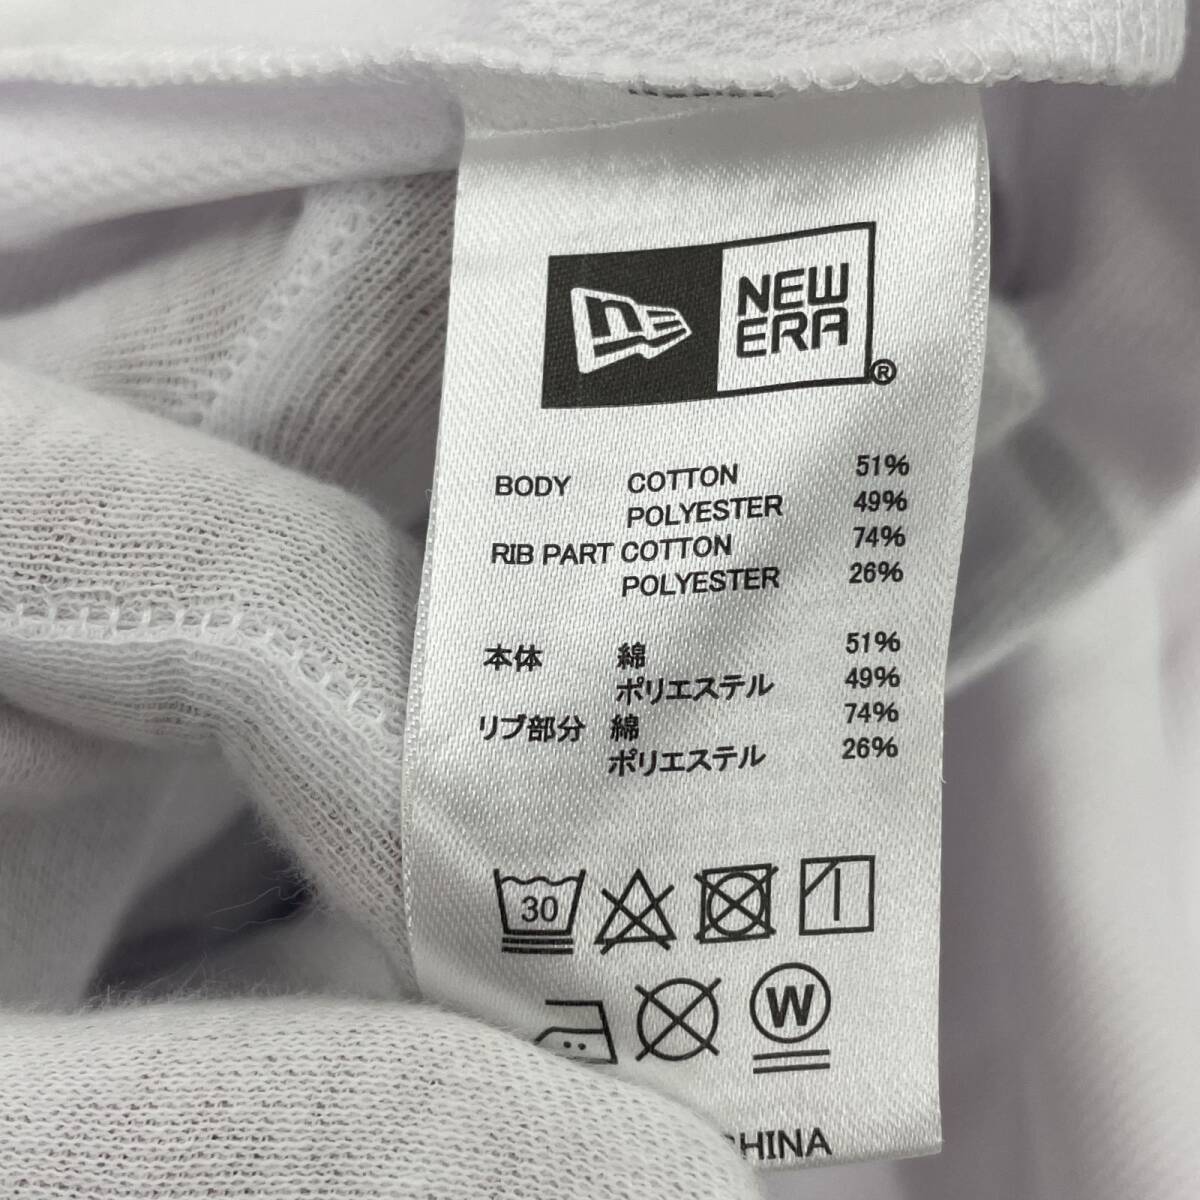 NEW
ERA
®
BODY COTTON 51%
POLYESTER 49%
RIB PART COTTON 74%
POLYESTER 26%
本体 綿 51%
ポリエステル 49%
リブ部分 綿 74%
ポリエステル 26%
30
W
CHINA